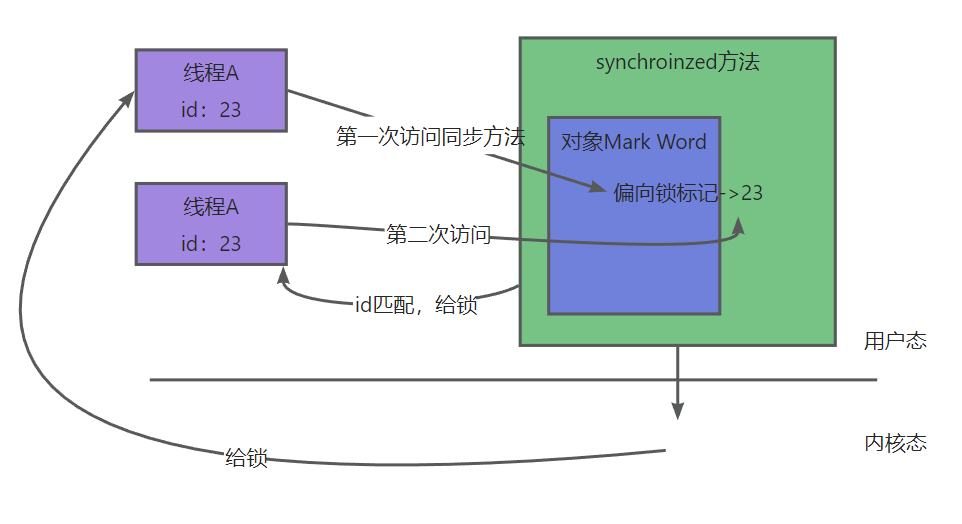 线程A
id：23
synchroinzed方法
第一次访问同步方法
对象Mark Word
偏向锁标记->23
线程A
id：23
第二次访问
id匹配，给锁
用户态
内核态
给锁